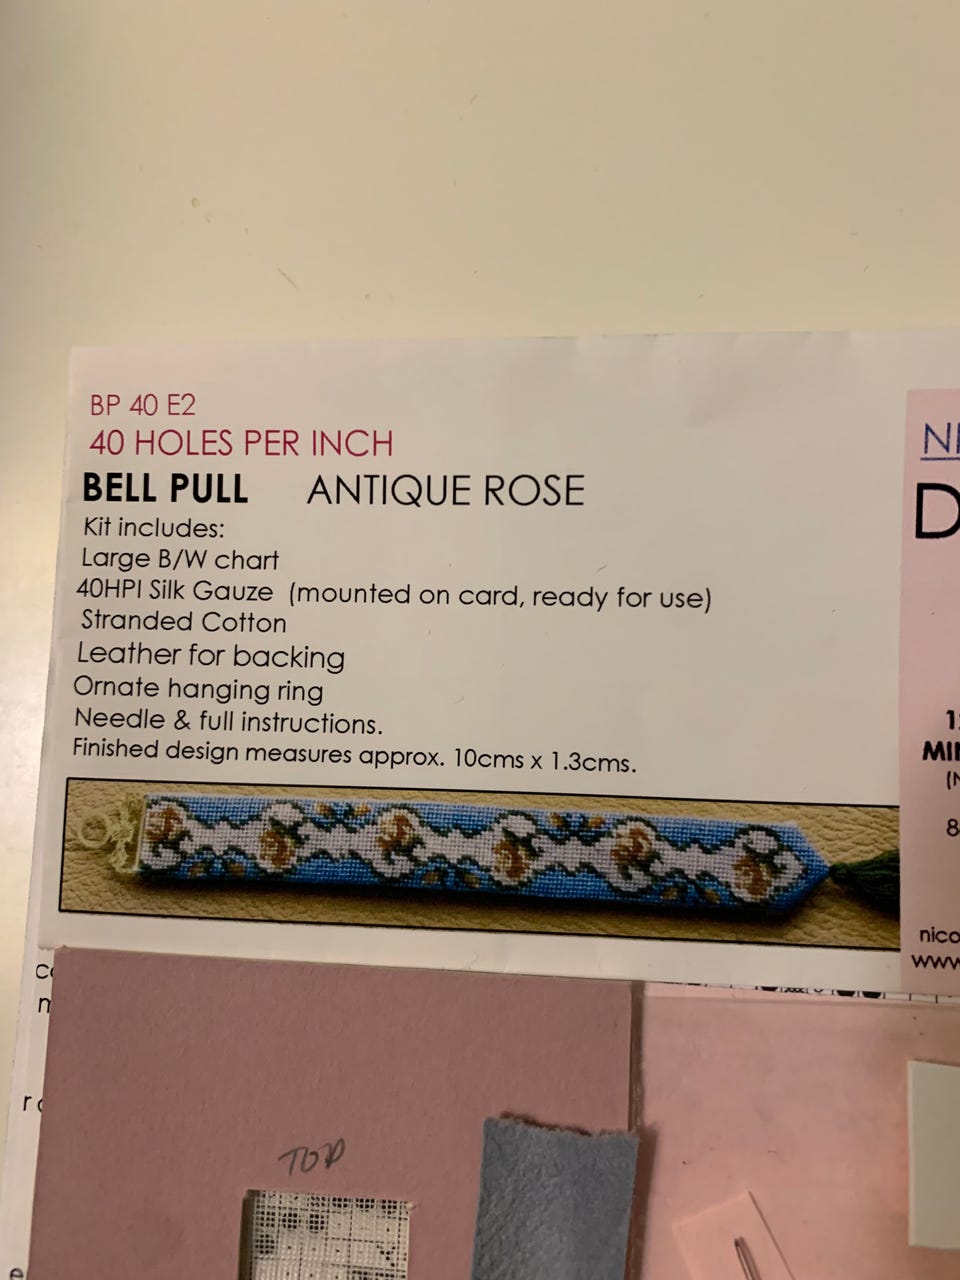 BP 40 E2
40 HOLES PER INCH
BELL PULL ANTIQUE ROSE
Kit includes:
Large B/W chart
40HPI Silk Gauze (mounted on card, ready for use)
Stranded Cotton
Leather for backing
Ornate hanging ring
Needle & full instructions.
Finished design measures approx. 10cms x 1.3cms.
TOP